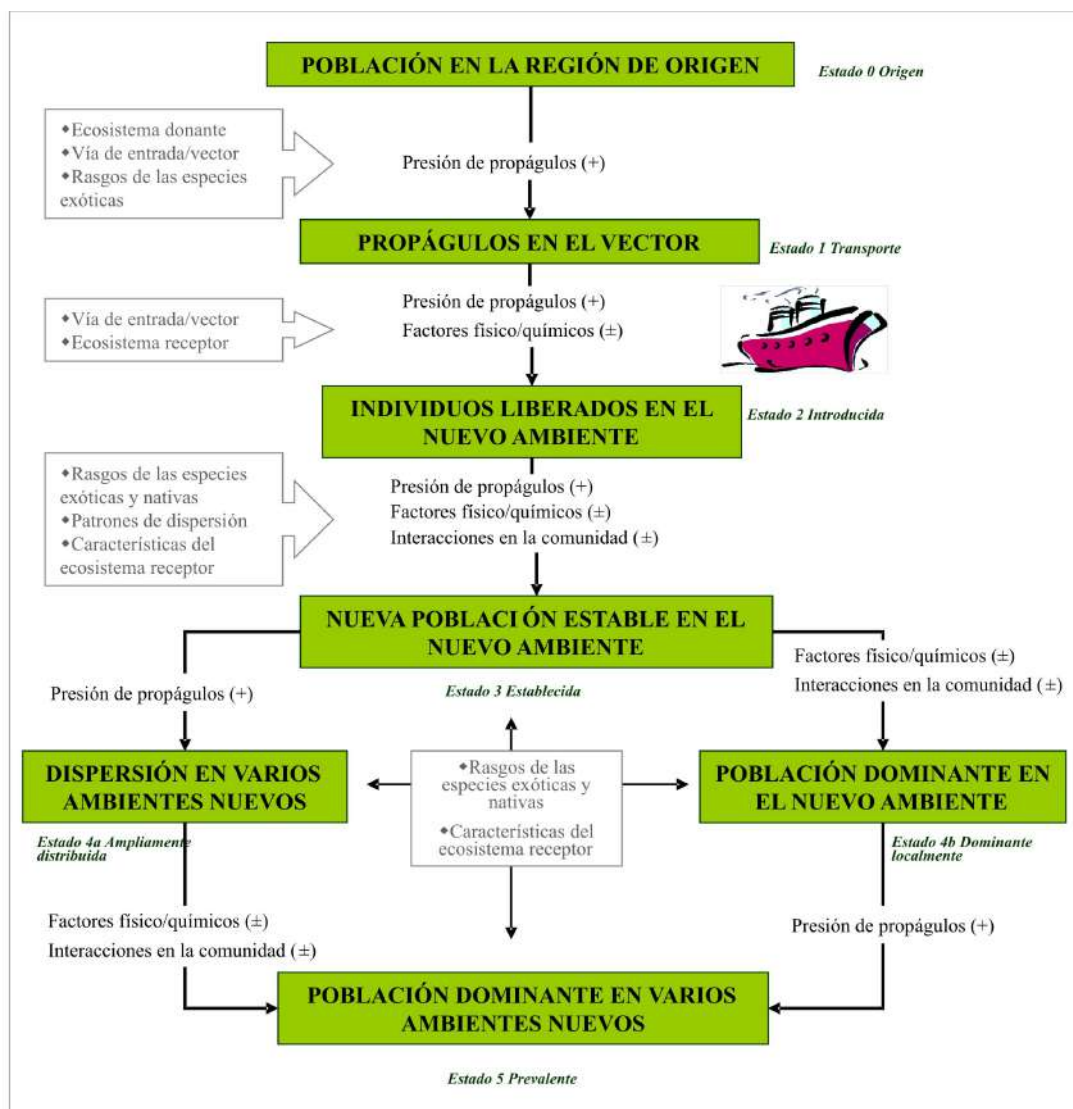 POBLACIÓN EN LA REGIÓN DE ORIGEN
Estado 0 Origen
◆Ecosistema donante
◆Vía de entrada/vector
◆Rasgos de las especies
exóticas
Presión de propágulos (+)
PROPÁGULOS EN EL VECTOR
Estado 1 Transporte
◆Vía de entrada/vector
◆Ecosistema receptor
Presión de propágulos (+)
Factores físico/químicos (±)
INDIVIDUOS LIBERADOS EN EL
NUEVO AMBIENTE
Estado 2 Introducida
◆Rasgos de las especies
exóticas y nativas
◆Patrones de dispersión
◆Características del
ecosistema receptor
Presión de propágulos (+)
Factores físico/químicos (±)
Interacciones en la comunidad (±)
NUEVA POBLACIÓN ESTABLE EN EL
NUEVO AMBIENTE
Estado 3 Establecida
Presión de propágulos (+)
Factores físico/químicos (±)
Interacciones en la comunidad (±)
DISPERSIÓN EN VARIOS
AMBIENTES NUEVOS
Estado 4a Ampliamente
distribuida
◆Rasgos de las
especies exóticas y
nativas
◆Característicás del
ecosistema receptor
POBLACIÓN DOMINANTE EN
EL NUEVO AMBIENTE
Estado 4b Dominante
localmente
Factores físico/químicos (±)
Interacciones en la comunidad (±)
Presión de propágulos (+)
POBLACIÓN DOMINANTE EN VARIOS
AMBIENTES NUEVOS
Estado 5 Prevalente